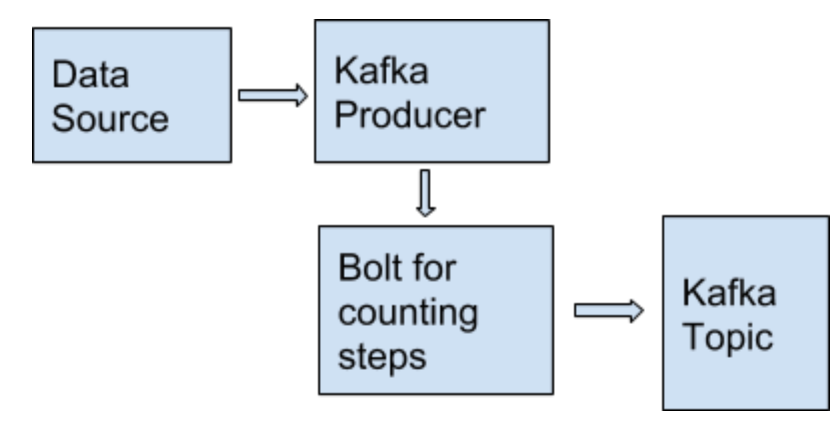 Data
Source
Kafka
Producer
Bolt for
counting
steps
Kafka
Topic